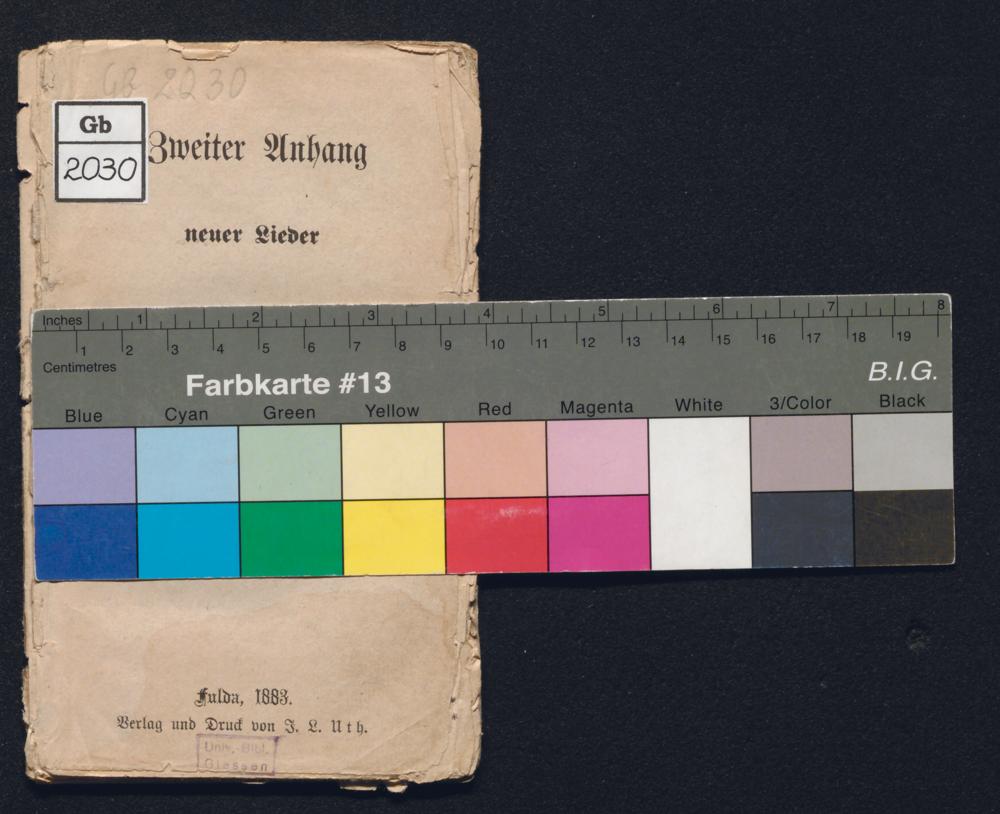 Gb 2030
Gb
2030
Zweiter Anhang
neuer Lieder
Inches 1 2 3 4 5 6 7 8
1 2 3 4 5 6 7 8 9 10 11 12 13 14 15 16 17 18 19
Centimetres
Farbkarte #13
B.I.G.
Blue Cyan Green Yellow Red Magenta White 3/Color Black
Fulda, 1883.
Verlag und Druck von J. L. Uth.
Univ.-Bibl.
Giessen